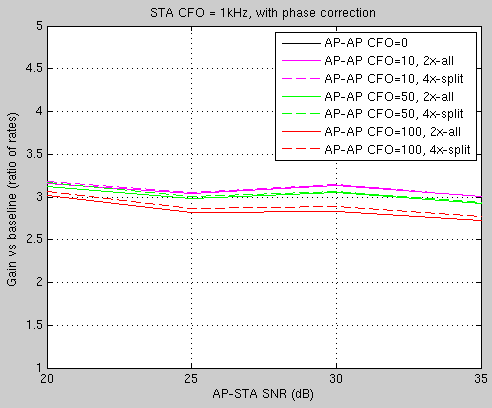 STA CFO = 1kHz, with phase correction
AP-AP CFO=0
AP-AP CFO=10, 2x-all
AP-AP CFO=10, 4x-split
AP-AP CFO=50, 2x-all
AP-AP CFO=50, 4x-split
AP-AP CFO=100, 2x-all
AP-AP CFO=100, 4x-split
Gain vs baseline (ratio of rates)
5
4.5
4
3.5
3
2.5
2
1.5
1
20
25
30
35
AP-STA SNR (dB)